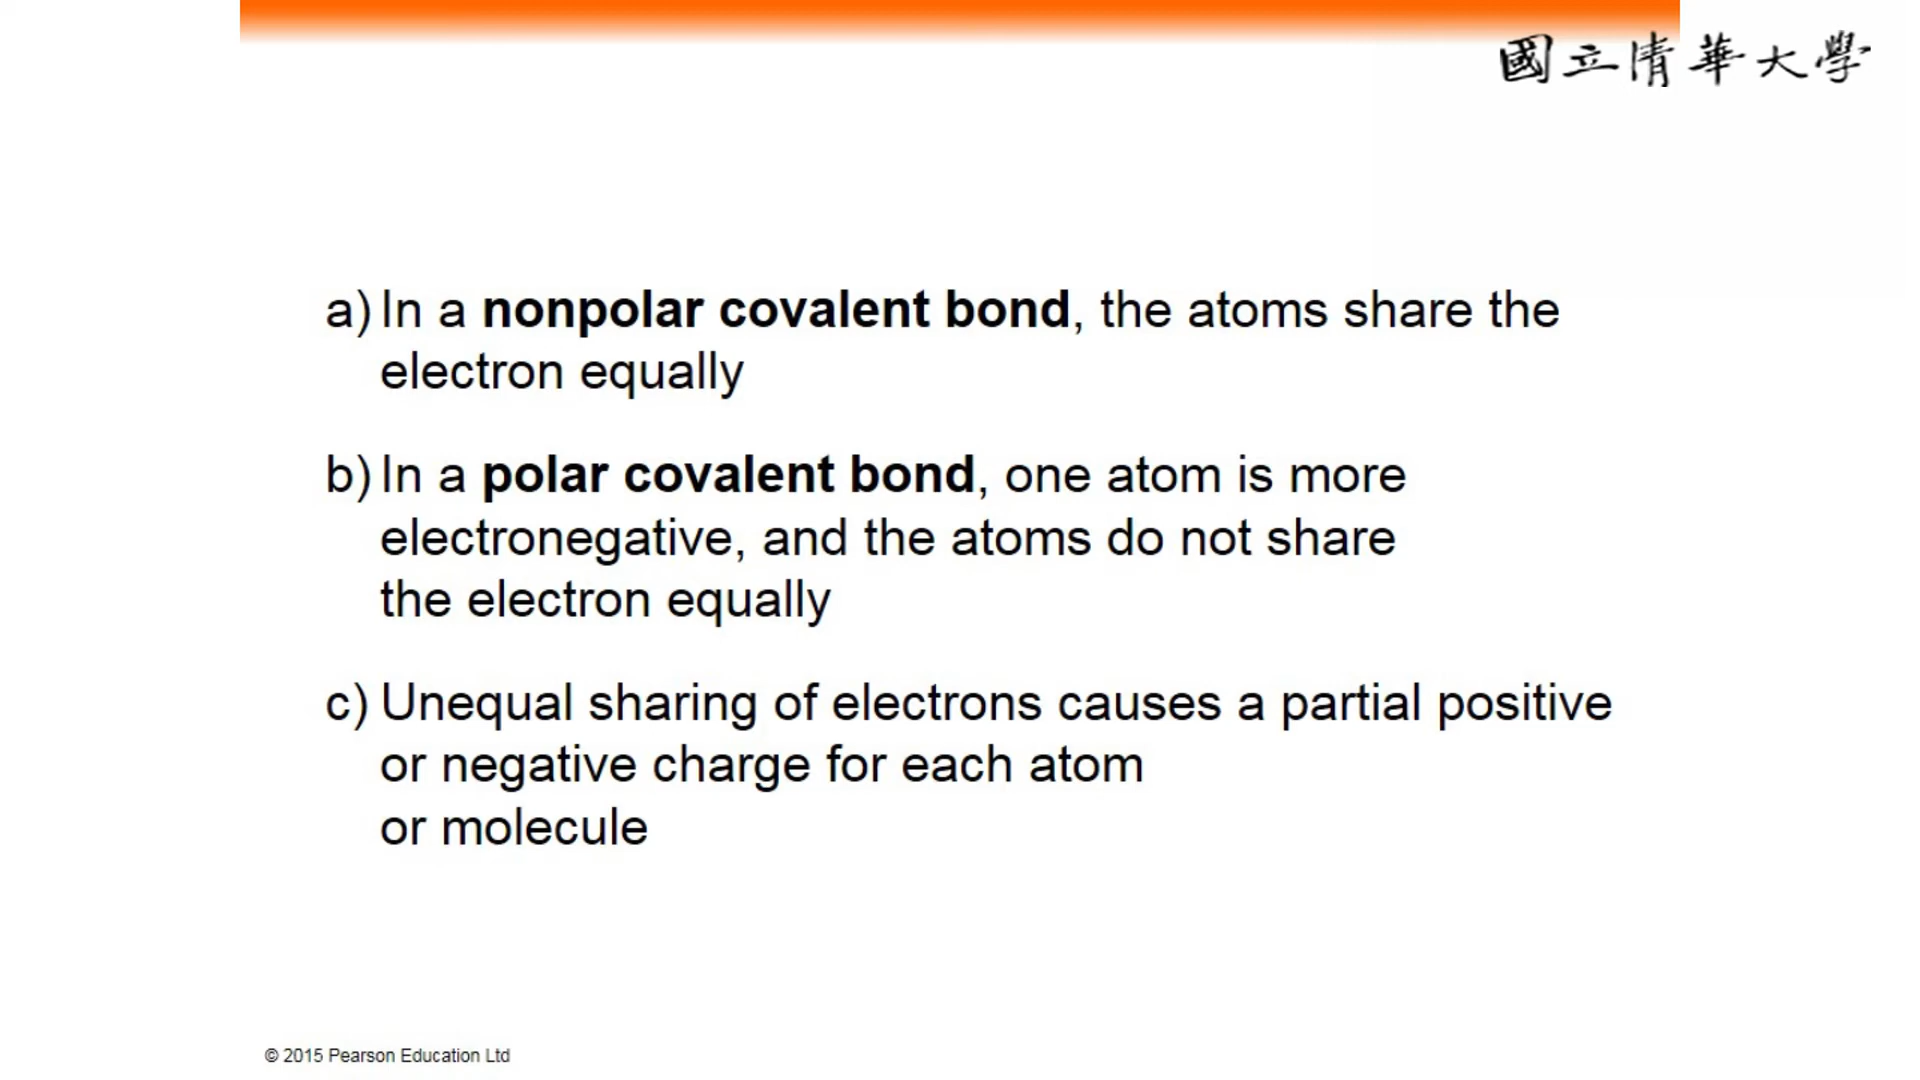 國立清華大學
a) In a nonpolar covalent bond, the atoms share the
electron equally
b) In a polar covalent bond, one atom is more
electronegative, and the atoms do not share
the electron equally
c) Unequal sharing of electrons causes a partial positive
or negative charge for each atom
or molecule
© 2015 Pearson Education Ltd